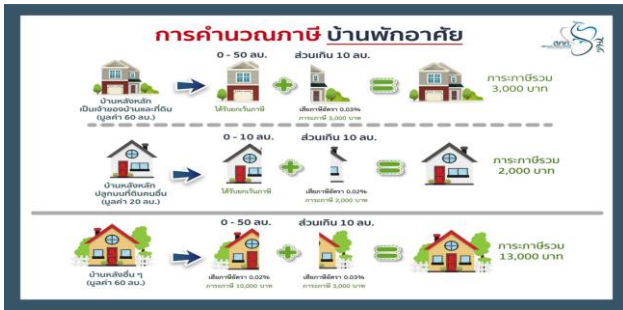 การคำนวณภาษี บ้านพักอาศัย
สถก.
0 - 50 ลบ. ส่วนเกิน 10 ลบ.
บ้านหลังหลัก
เป็นเจ้าของบ้านและที่ดิน
(มูลค่า 60 ลบ.)
ได้รับยกเว้นภาษี
เสียภาษีอัตรา 0.03%
ภาระภาษี 3,000 บาท
ภาระภาษีรวม
3,000 บาท
0 - 10 ลบ. ส่วนเกิน 10 ลบ.
บ้านหลังหลัก
ปลูกบนที่ดินคนอื่น
(มูลค่า 20 ลบ.)
ได้รับยกเว้นภาษี
เสียภาษีอัตรา 0.02%
ภาระภาษี 2,000 บาท
ภาระภาษีรวม
2,000 บาท
0 - 50 ลบ. ส่วนเกิน 10 ลบ.
บ้านหลังอื่น ๆ
(มูลค่า 60 ลบ.)
เสียภาษีอัตรา 0.02%
ภาระภาษี 10,000 บาท
เสียภาษีอัตรา 0.03%
ภาระภาษี 3,000 บาท
ภาระภาษีรวม
13,000 บาท